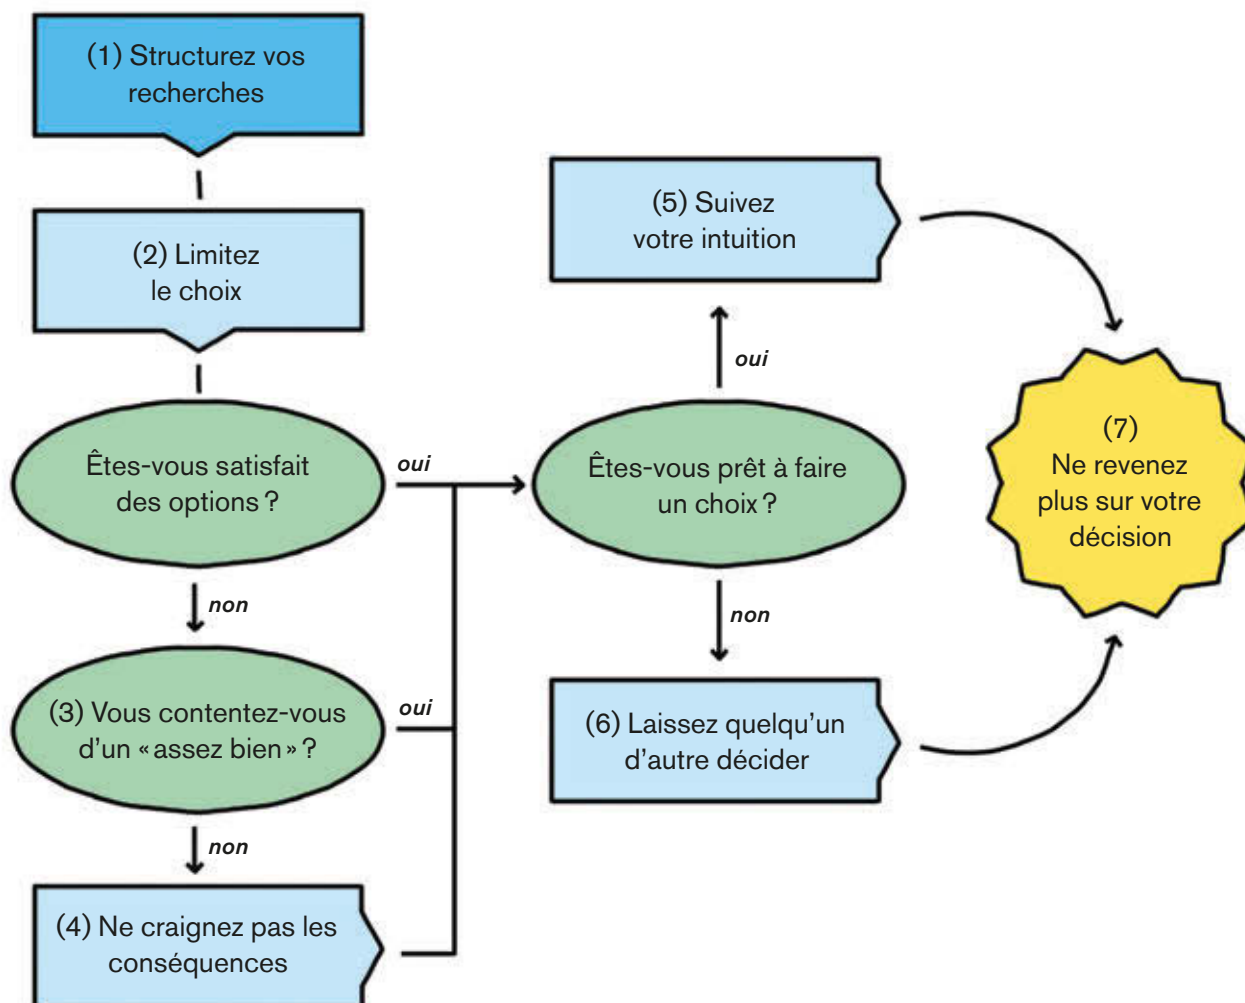 (1) Structurez vos
recherches
(2) Limitez
le choix
Êtes-vous satisfait
des options ?
oui
non
(3) Vous contentez-vous
d’un « assez bien » ?
oui
non
(4) Ne craignez pas les
conséquences
(5) Suivez
votre intuition
oui
Êtes-vous prêt à faire
un choix ?
non
(6) Laissez quelqu’un
d’autre décider
(7)
Ne revenez
plus sur votre
décision